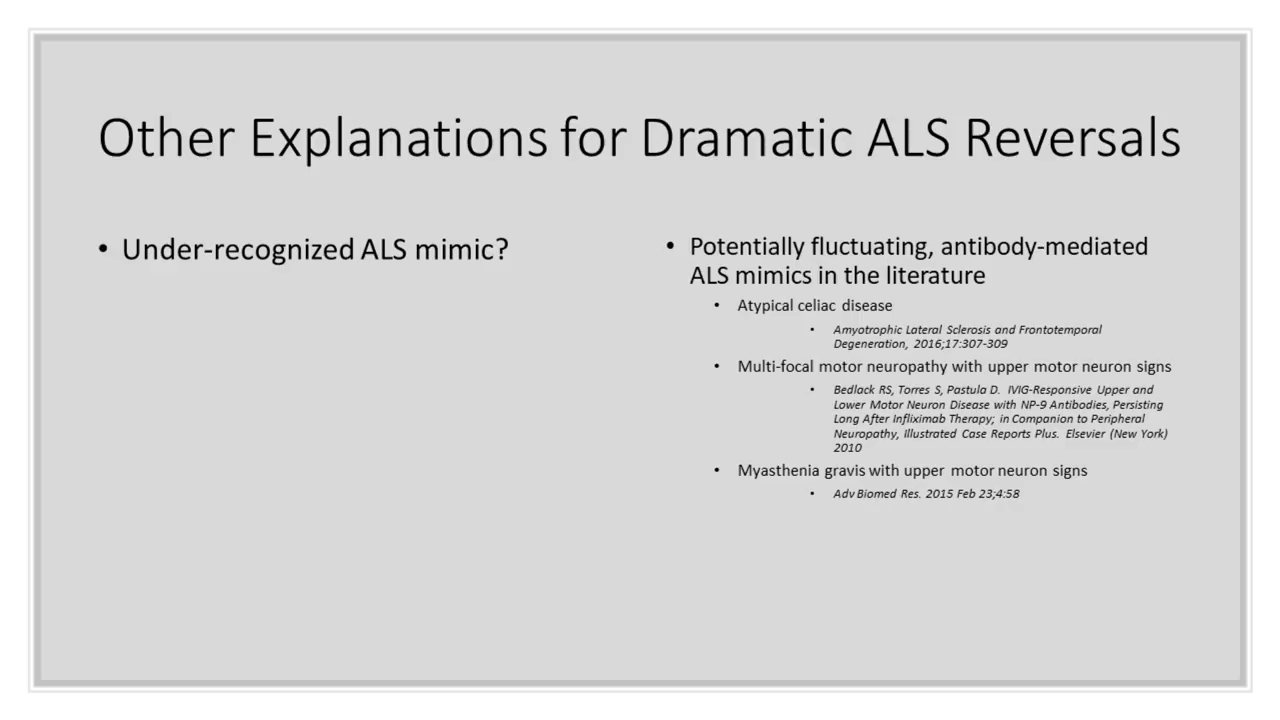 Other Explanations for Dramatic ALS Reversals
• Under-recognized ALS mimic?
• Potentially fluctuating, antibody-mediated
ALS mimics in the literature
• Atypical celiac disease
• Amyotrophic Lateral Sclerosis and Frontotemporal
Degeneration, 2016;17:307-309
• Multi-focal motor neuropathy with upper motor neuron signs
• Bedlack RS, Torres S, Pastula D. IVIG-Responsive Upper and
Lower Motor Neuron Disease with NP-9 Antibodies, Persisting
Long After Infliximab Therapy; in Companion to Peripheral
Neuropathy, Illustrated Case Reports Plus. Elsevier (New York)
2010
• Myasthenia gravis with upper motor neuron signs
• Adv Biomed Res. 2015 Feb 23;4:58